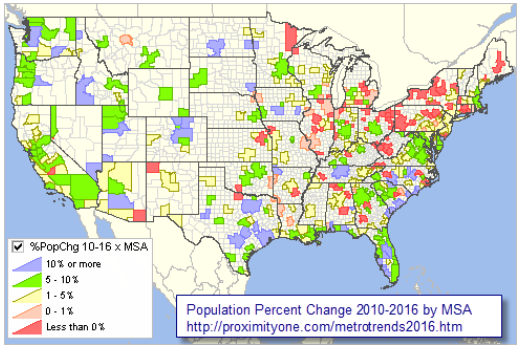 %PopChg 10-16 x MSA
10% or more
5 - 10%
1 - 5%
0 - 1%
Less than 0%
Population Percent Change 2010-2016 by MSA
http://proximityone.com/metrotrends2016.htm